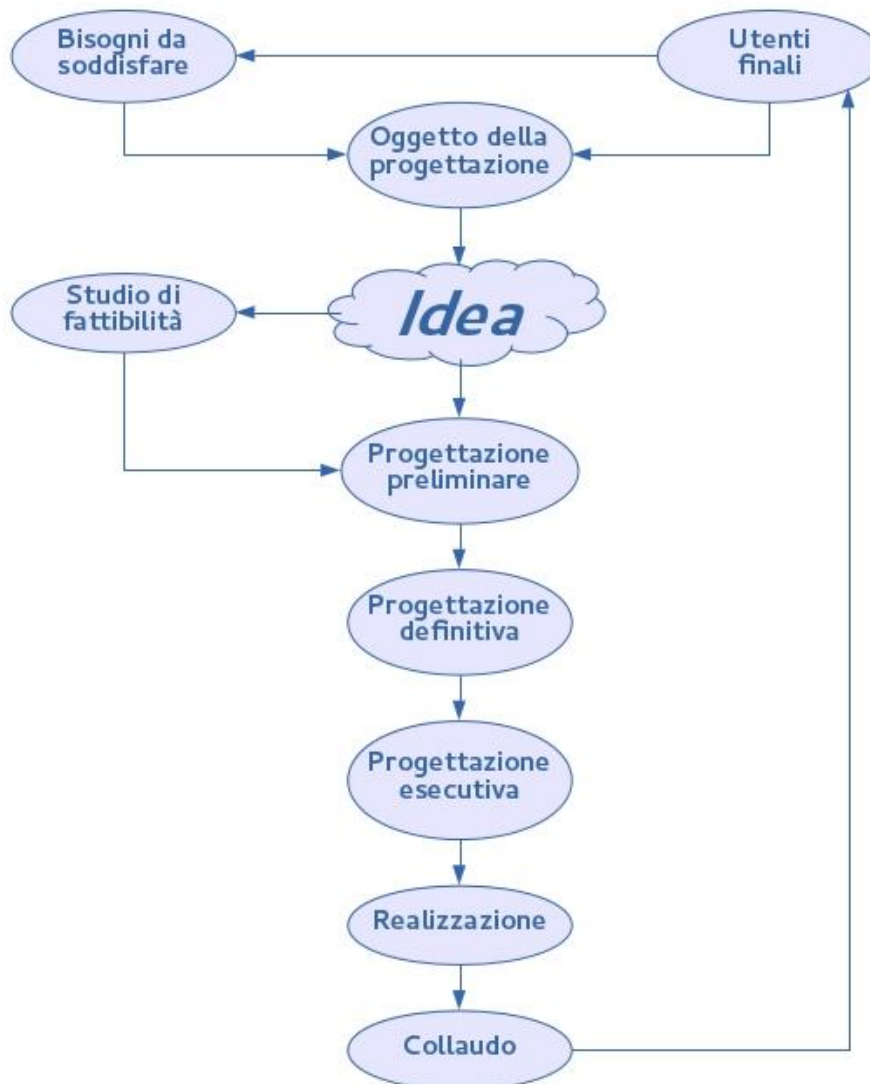 Bisogni da
soddisfare
Utenti
finali
Oggetto della
progettazione
Idea
Studio di
fattibilità
Progettazione
preliminare
Progettazione
definitiva
Progettazione
esecutiva
Realizzazione
Collaudo